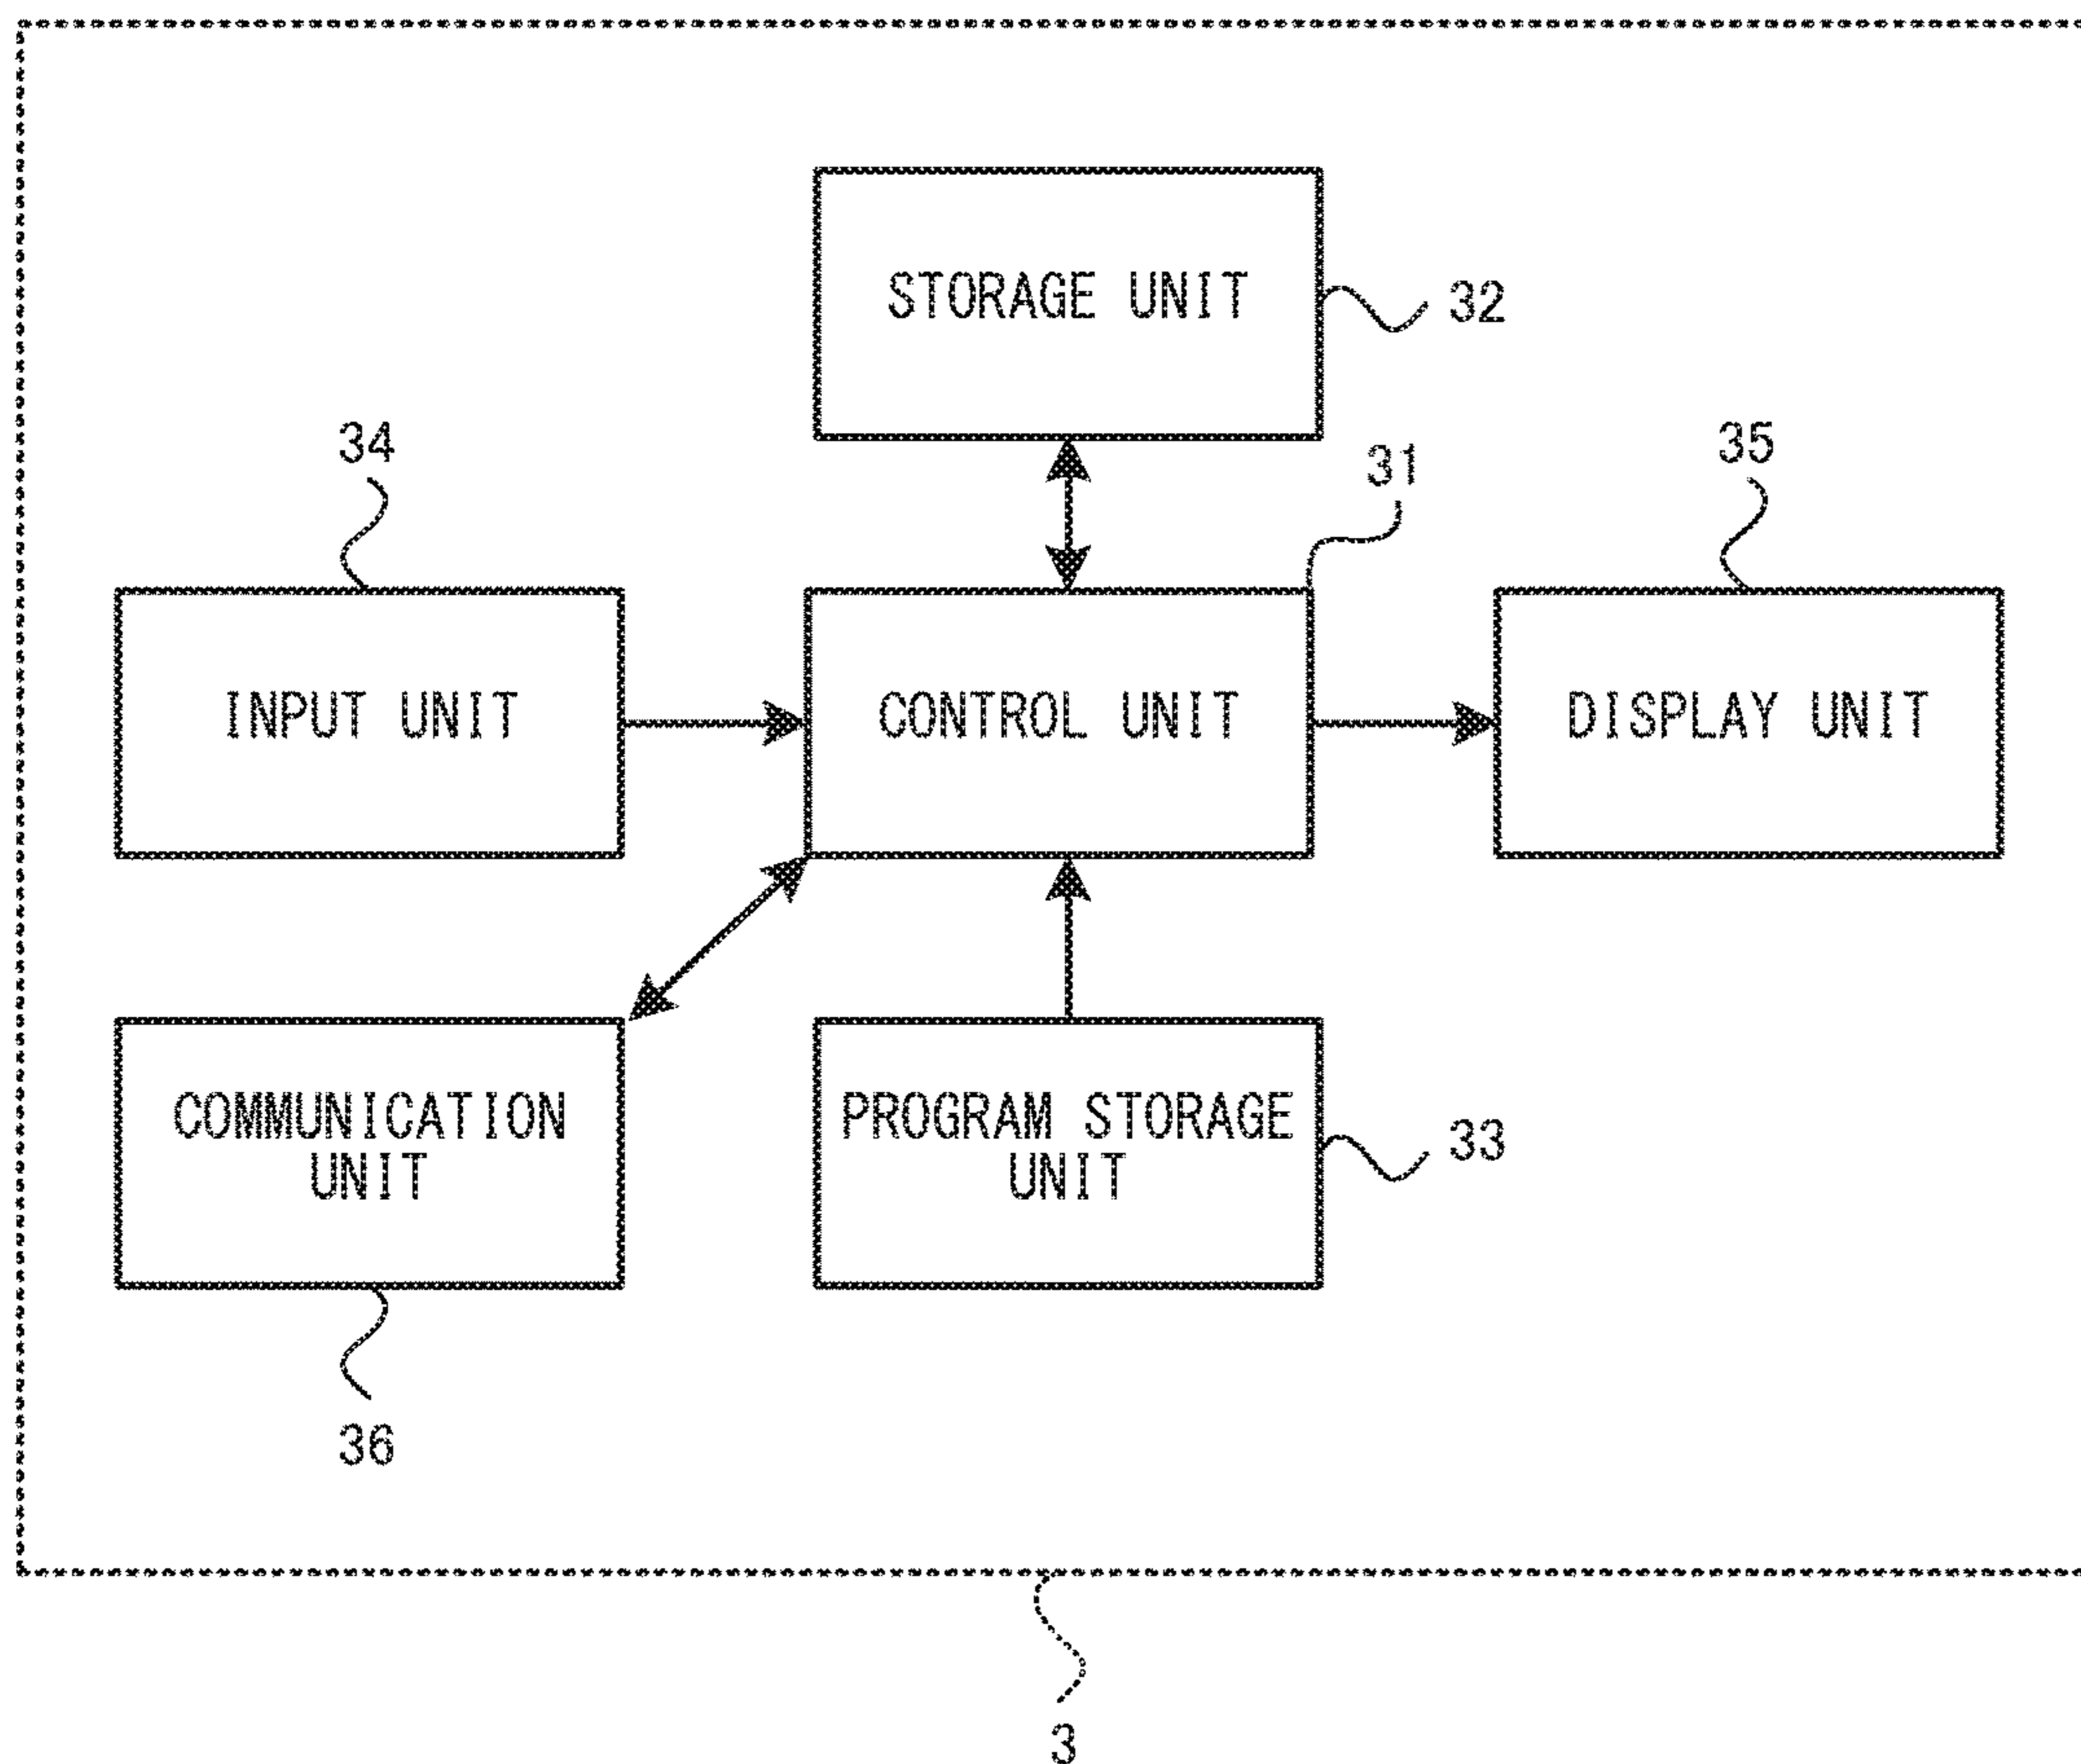 STORAGE UNIT
32
34
31
35
INPUT UNIT
CONTROL UNIT
DISPLAY UNIT
COMMUNICATION
UNIT
PROGRAM STORAGE
UNIT
33
36
3